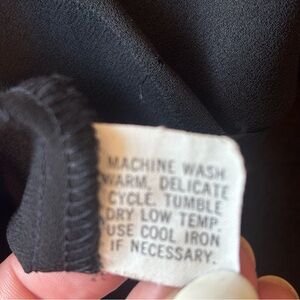 MACHINE WASH
WARM, DELICATE
CYCLE. TUMBLE
DRY LOW TEMP.
USE COOL IRON
IF NECESSARY.